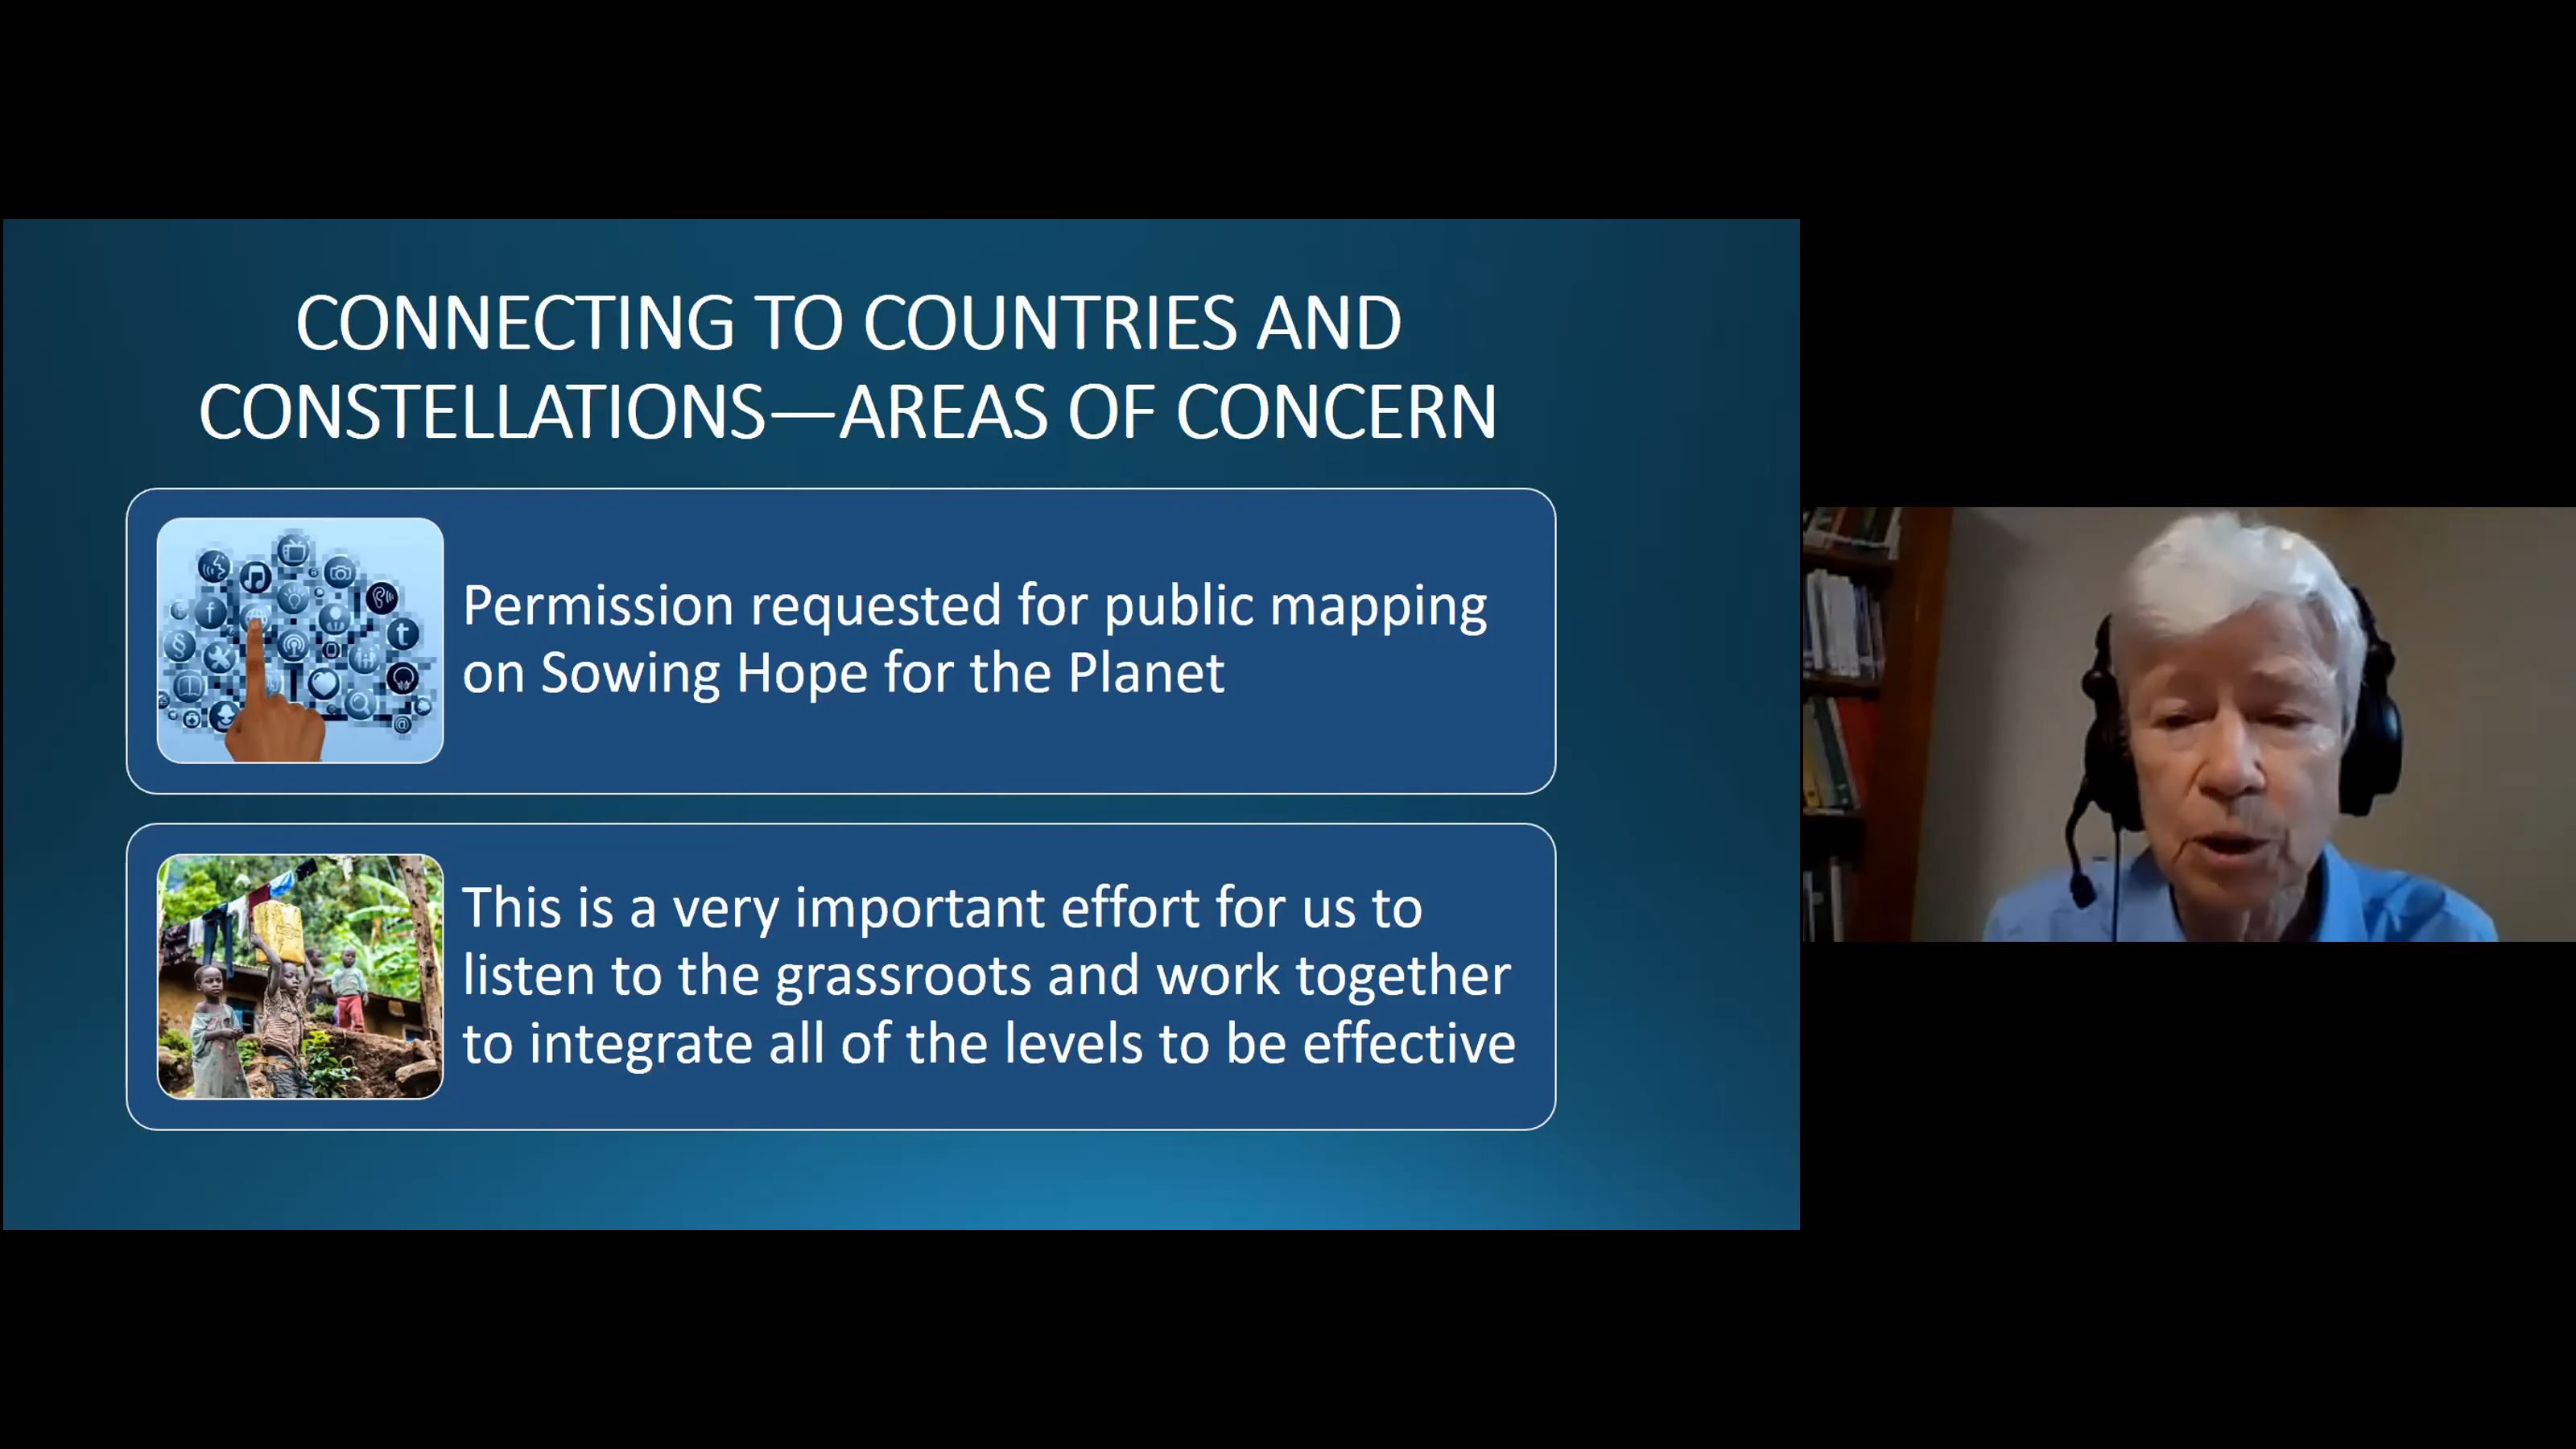 CONNECTING TO COUNTRIES AND
CONSTELLATIONS—AREAS OF CONCERN
Permission requested for public mapping
on Sowing Hope for the Planet
This is a very important effort for us to
listen to the grassroots and work together
to integrate all of the levels to be effective